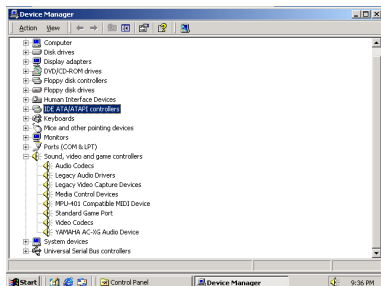 Device Manager
Action View
Computer
Disk drives
Display adapters
DVD/CD-ROM drives
Floppy disk controllers
Floppy disk drives
Human Interface Devices
IDE ATA/ATAPI controllers
Keyboards
Mice and other pointing devices
Monitors
Ports (COM & LPT)
Sound, video and game controllers
Audio Codecs
Legacy Audio Drivers
Legacy Video Capture Devices
Media Control Devices
MPU-401 Compatible MIDI Device
Standard Game Port
Video Codecs
YAMAHA AC-XG Audio Device
System devices
Universal Serial Bus controllers
Start Control Panel Device Manager 9:36 PM